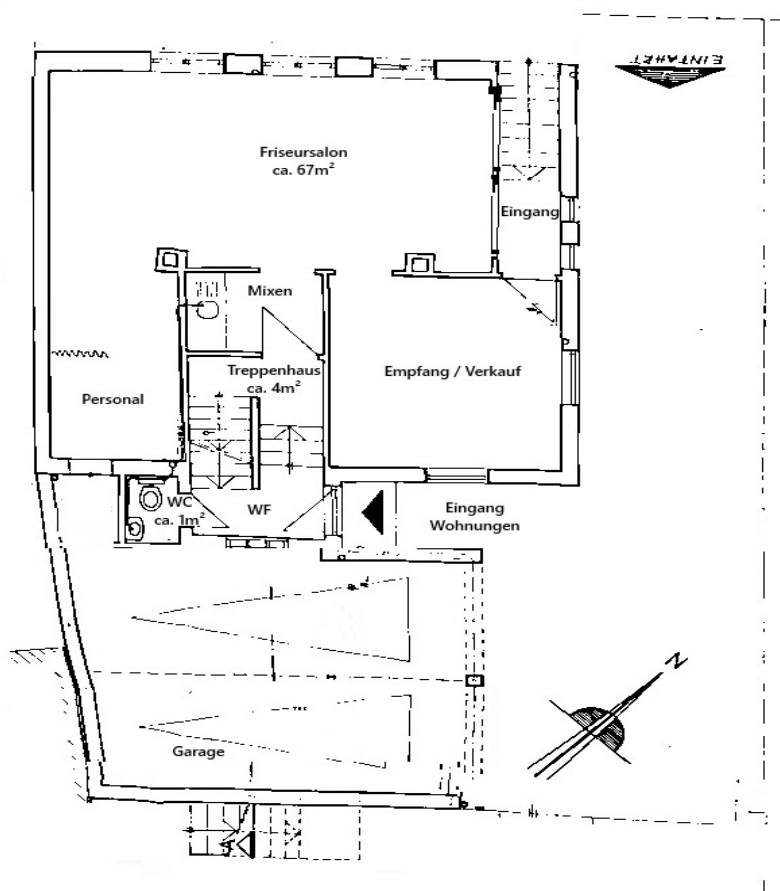 EINFAHRT
Friseursalon
ca. 67m²
Eingang
Mixen
Treppenhaus
ca. 4m²
Empfang / Verkauf
Personal
WC
ca. 1m²
WF
Eingang
Wohnungen
N
Garage